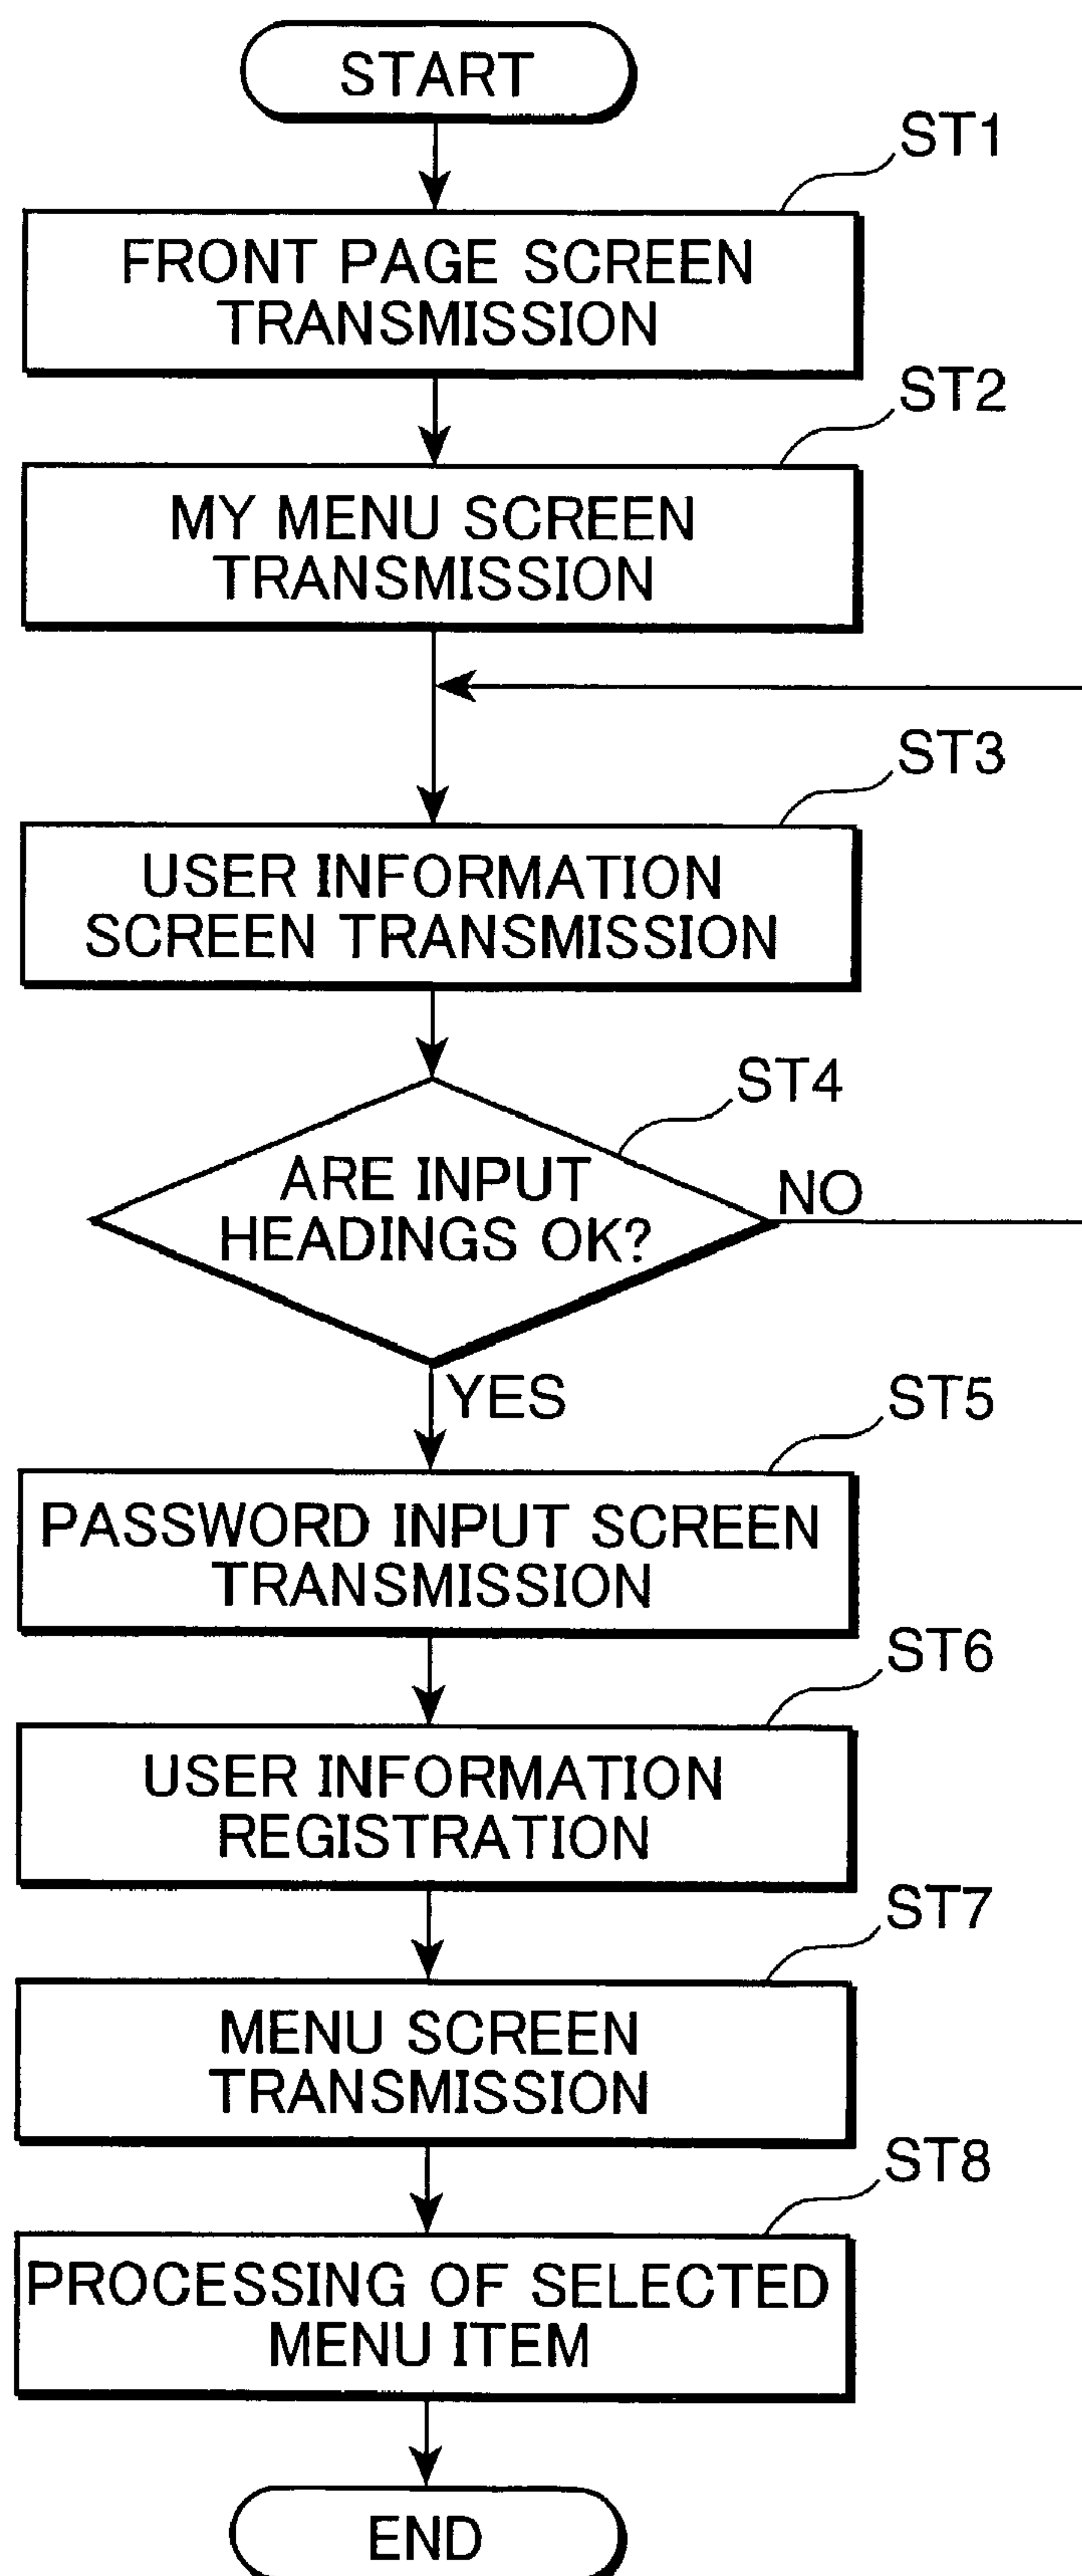 START
ST1
FRONT PAGE SCREEN
TRANSMISSION
ST2
MY MENU SCREEN
TRANSMISSION
ST3
USER INFORMATION
SCREEN TRANSMISSION
ST4
ARE INPUT
HEADINGS OK?
NO
YES
ST5
PASSWORD INPUT SCREEN
TRANSMISSION
ST6
USER INFORMATION
REGISTRATION
ST7
MENU SCREEN
TRANSMISSION
ST8
PROCESSING OF SELECTED
MENU ITEM
END